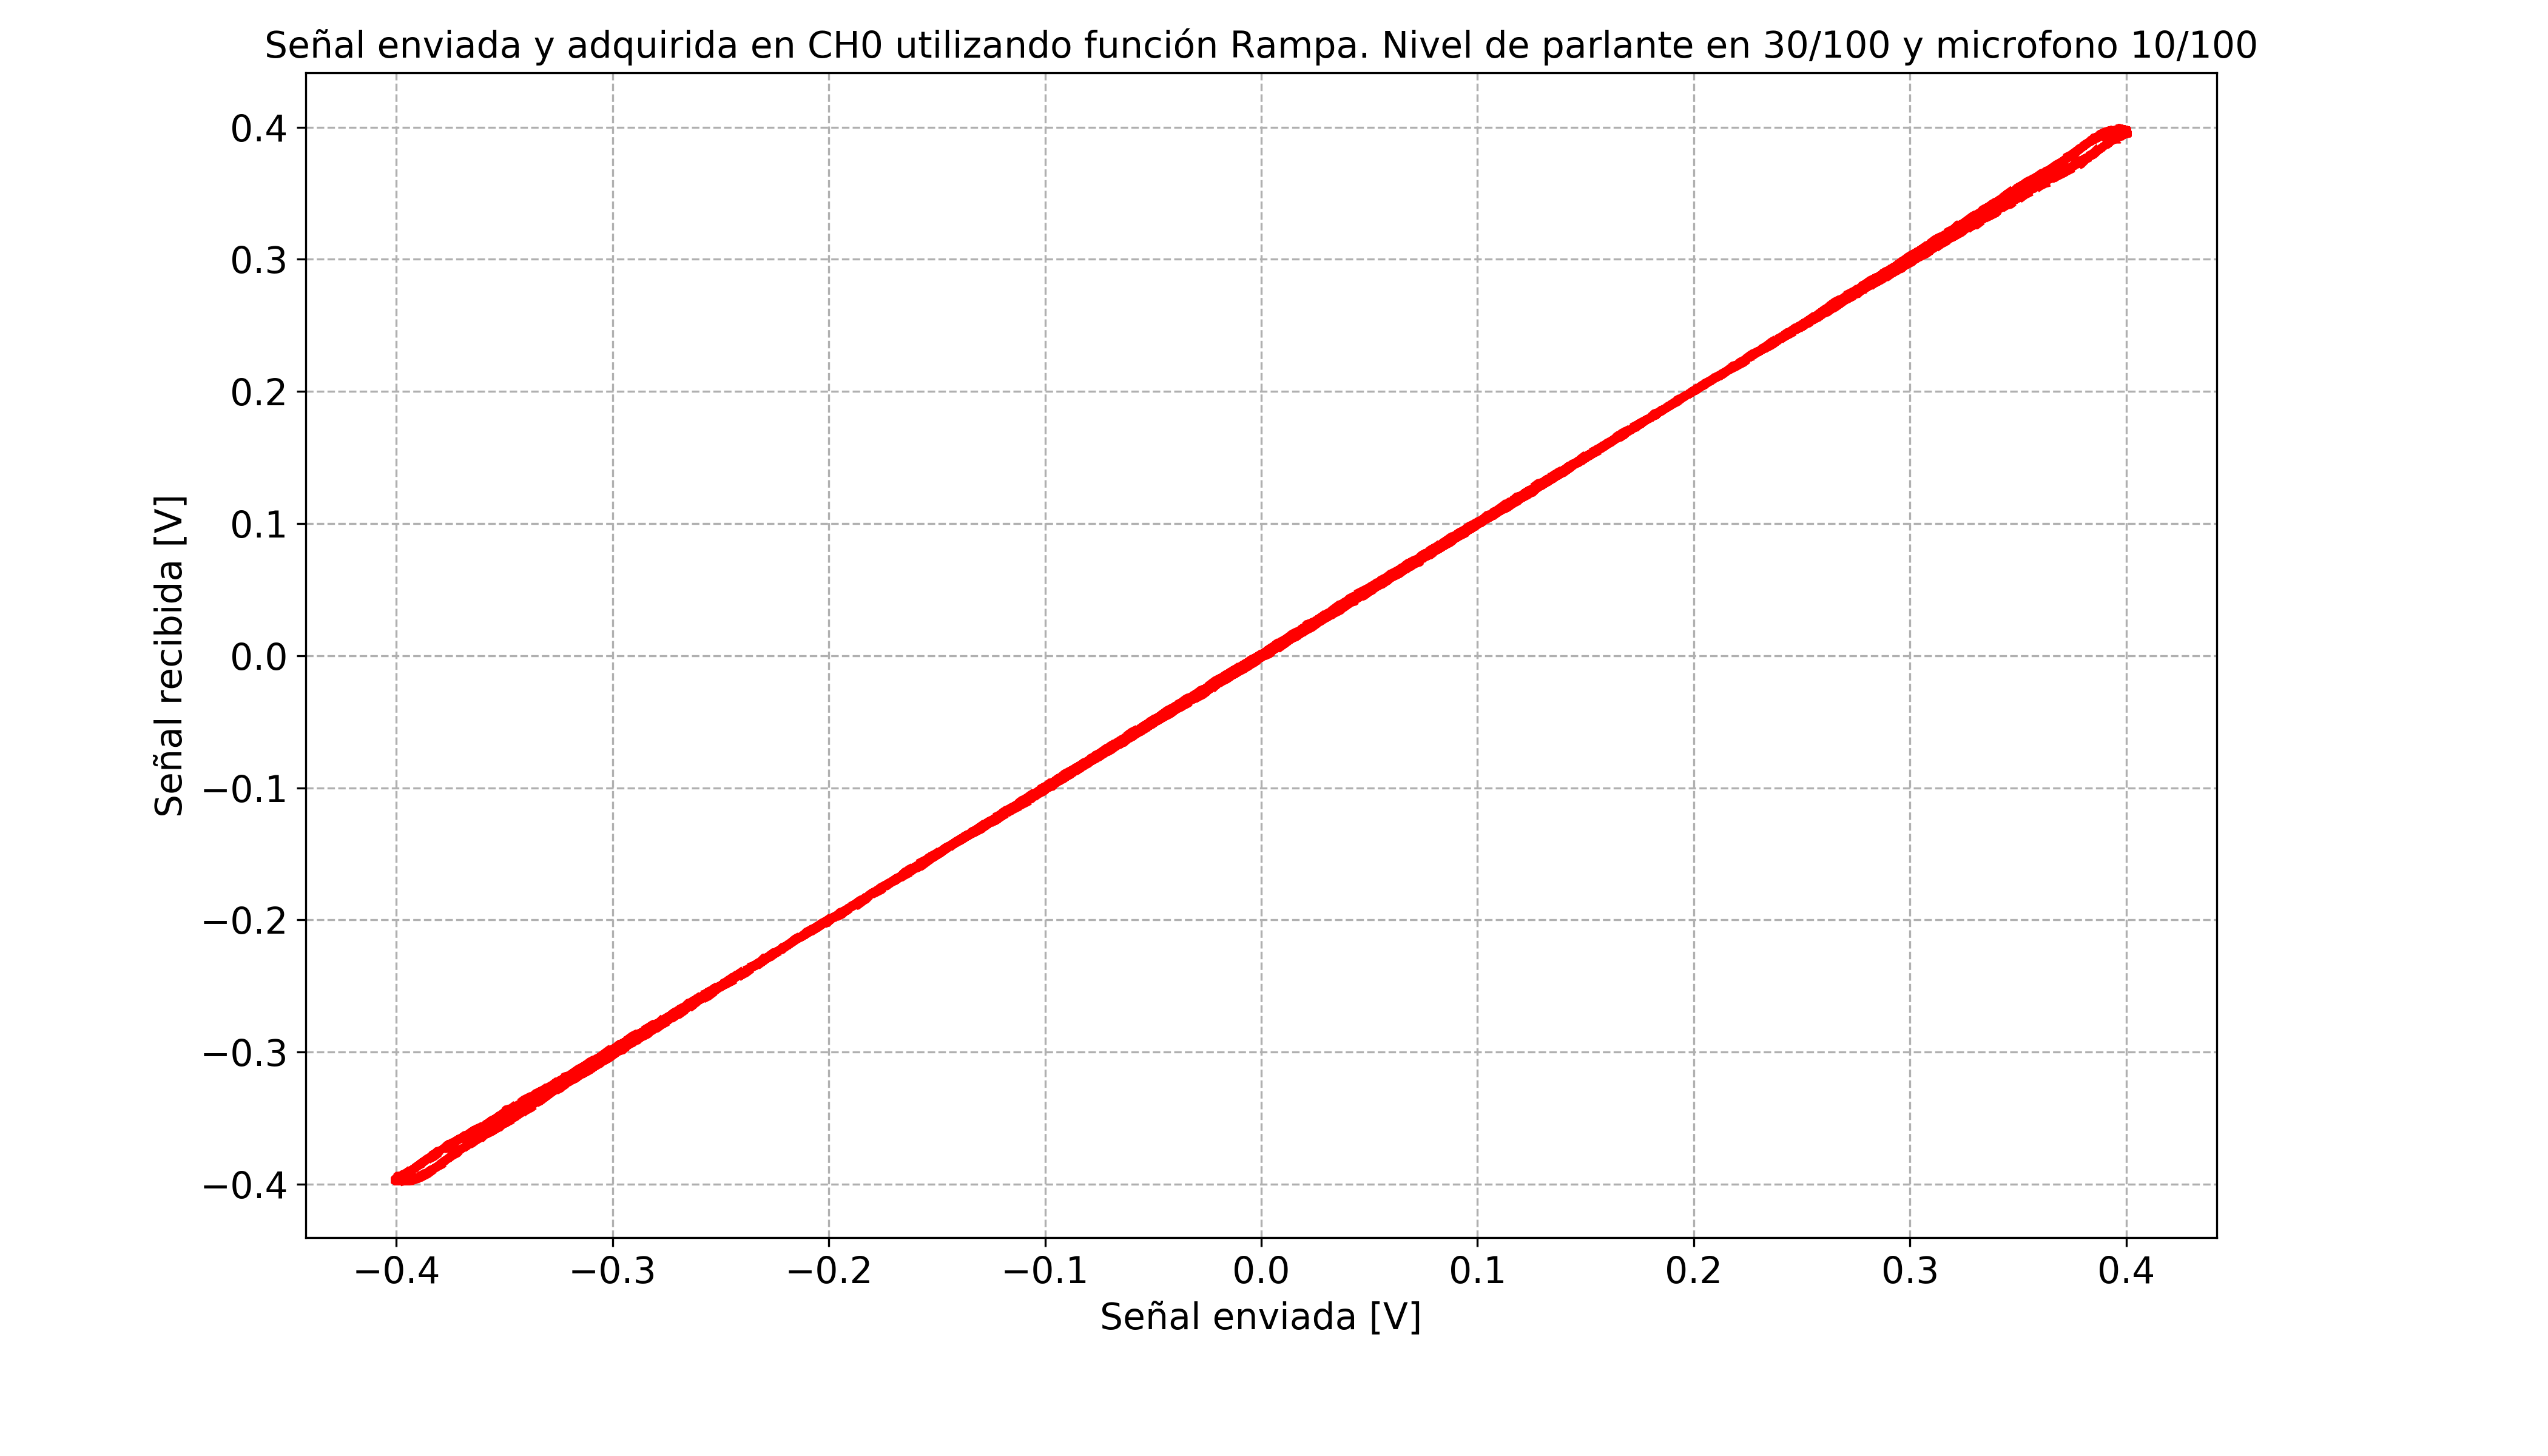 Señal enviada y adquirida en CH0 utilizando función Rampa. Nivel de parlante en 30/100 y microfono 10/100
0.4
0.3
0.2
0.1
0.0
−0.1
−0.2
−0.3
−0.4
Señal recibida [V]
−0.4 −0.3 −0.2 −0.1 0.0 0.1 0.2 0.3 0.4
Señal enviada [V]